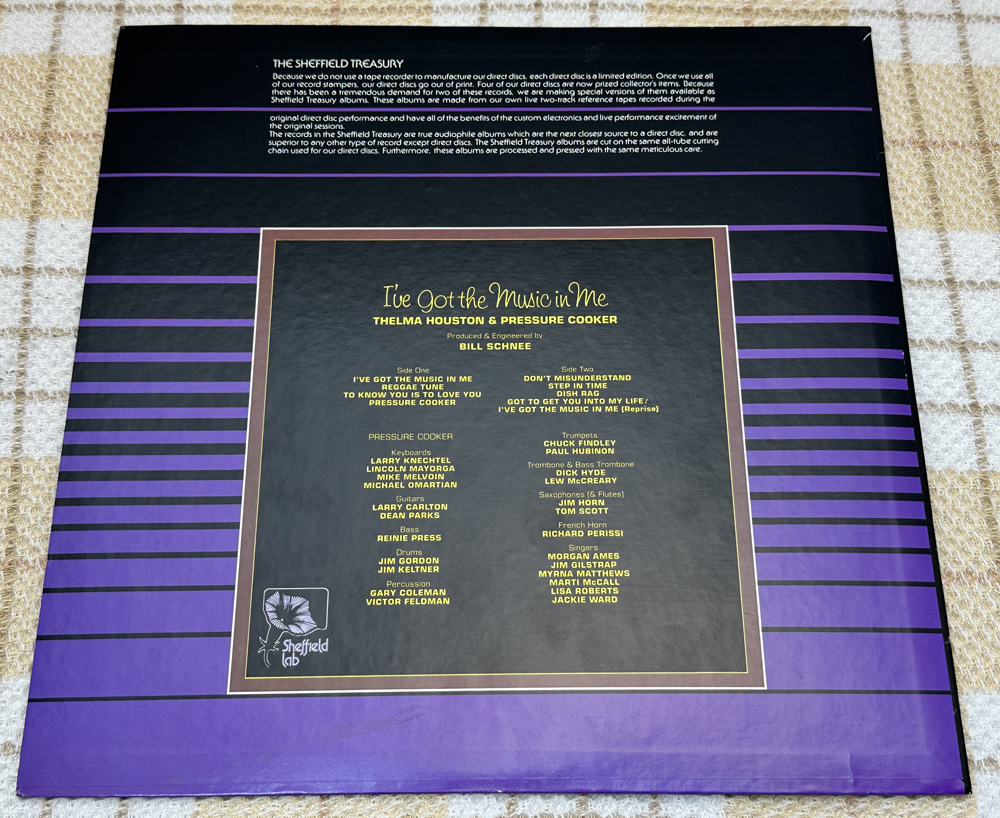 THE SHEFFIELD TREASURY
Because we do not use a tape recorder to manufacture our direct discs, each direct disc is a limited edition. Once we use all
of our record stampers, our direct discs go out of print. Four of our direct discs are now prized collector's items. Because
there has been a tremendous demand for two of these records, we are making special versions of them available as
Sheffield Treasury albums. These albums are made from our own live two-track reference tapes recorded during the
original direct disc performance and have all of the benefits of the custom electronics and live performance excitement of
the original sessions.
The records in the Sheffield Treasury are true audiophile albums which are the next closest source to a direct disc, and are
superior to any other type of record except direct discs. The Sheffield Treasury albums are cut on the same all-tube cutting
chain used for our direct discs. Furthermore, these albums are processed and pressed with the same meticulous care.
I've Got the Music in Me
THELMA HOUSTON & PRESSURE COOKER
Produced & Engineered by
BILL SCHNEE
Side One
I'VE GOT THE MUSIC IN ME
REGGAE TUNE
TO KNOW YOU IS TO LOVE YOU
PRESSURE COOKER
Side Two
DON'T MISUNDERSTAND
STEP IN TIME
DISH RAG
GOT TO GET YOU INTO MY LIFE/
I'VE GOT THE MUSIC IN ME (Reprise)
PRESSURE COOKER
Keyboards
LARRY KNECHTEL
LINCOLN MAYORGA
MIKE MELVOIN
MICHAEL OMARTIAN
Guitars
LARRY CARLTON
DEAN PARKS
Bass
REINIE PRESS
Drums
JIM GORDON
JIM KELTNER
Percussion
GARY COLEMAN
VICTOR FELDMAN
Trumpets
CHUCK FINDLEY
PAUL HUBINON
Trombone & Bass Trombone
DICK HYDE
LEW McCREARY
Saxophones (& Flutes)
JIM HORN
TOM SCOTT
French Horn
RICHARD PERISSI
Singers
MORGAN AMES
JIM GILSTRAP
MYRNA MATTHEWS
MARTI McCALL
LISA ROBERTS
JACKIE WARD
Sheffield
lab